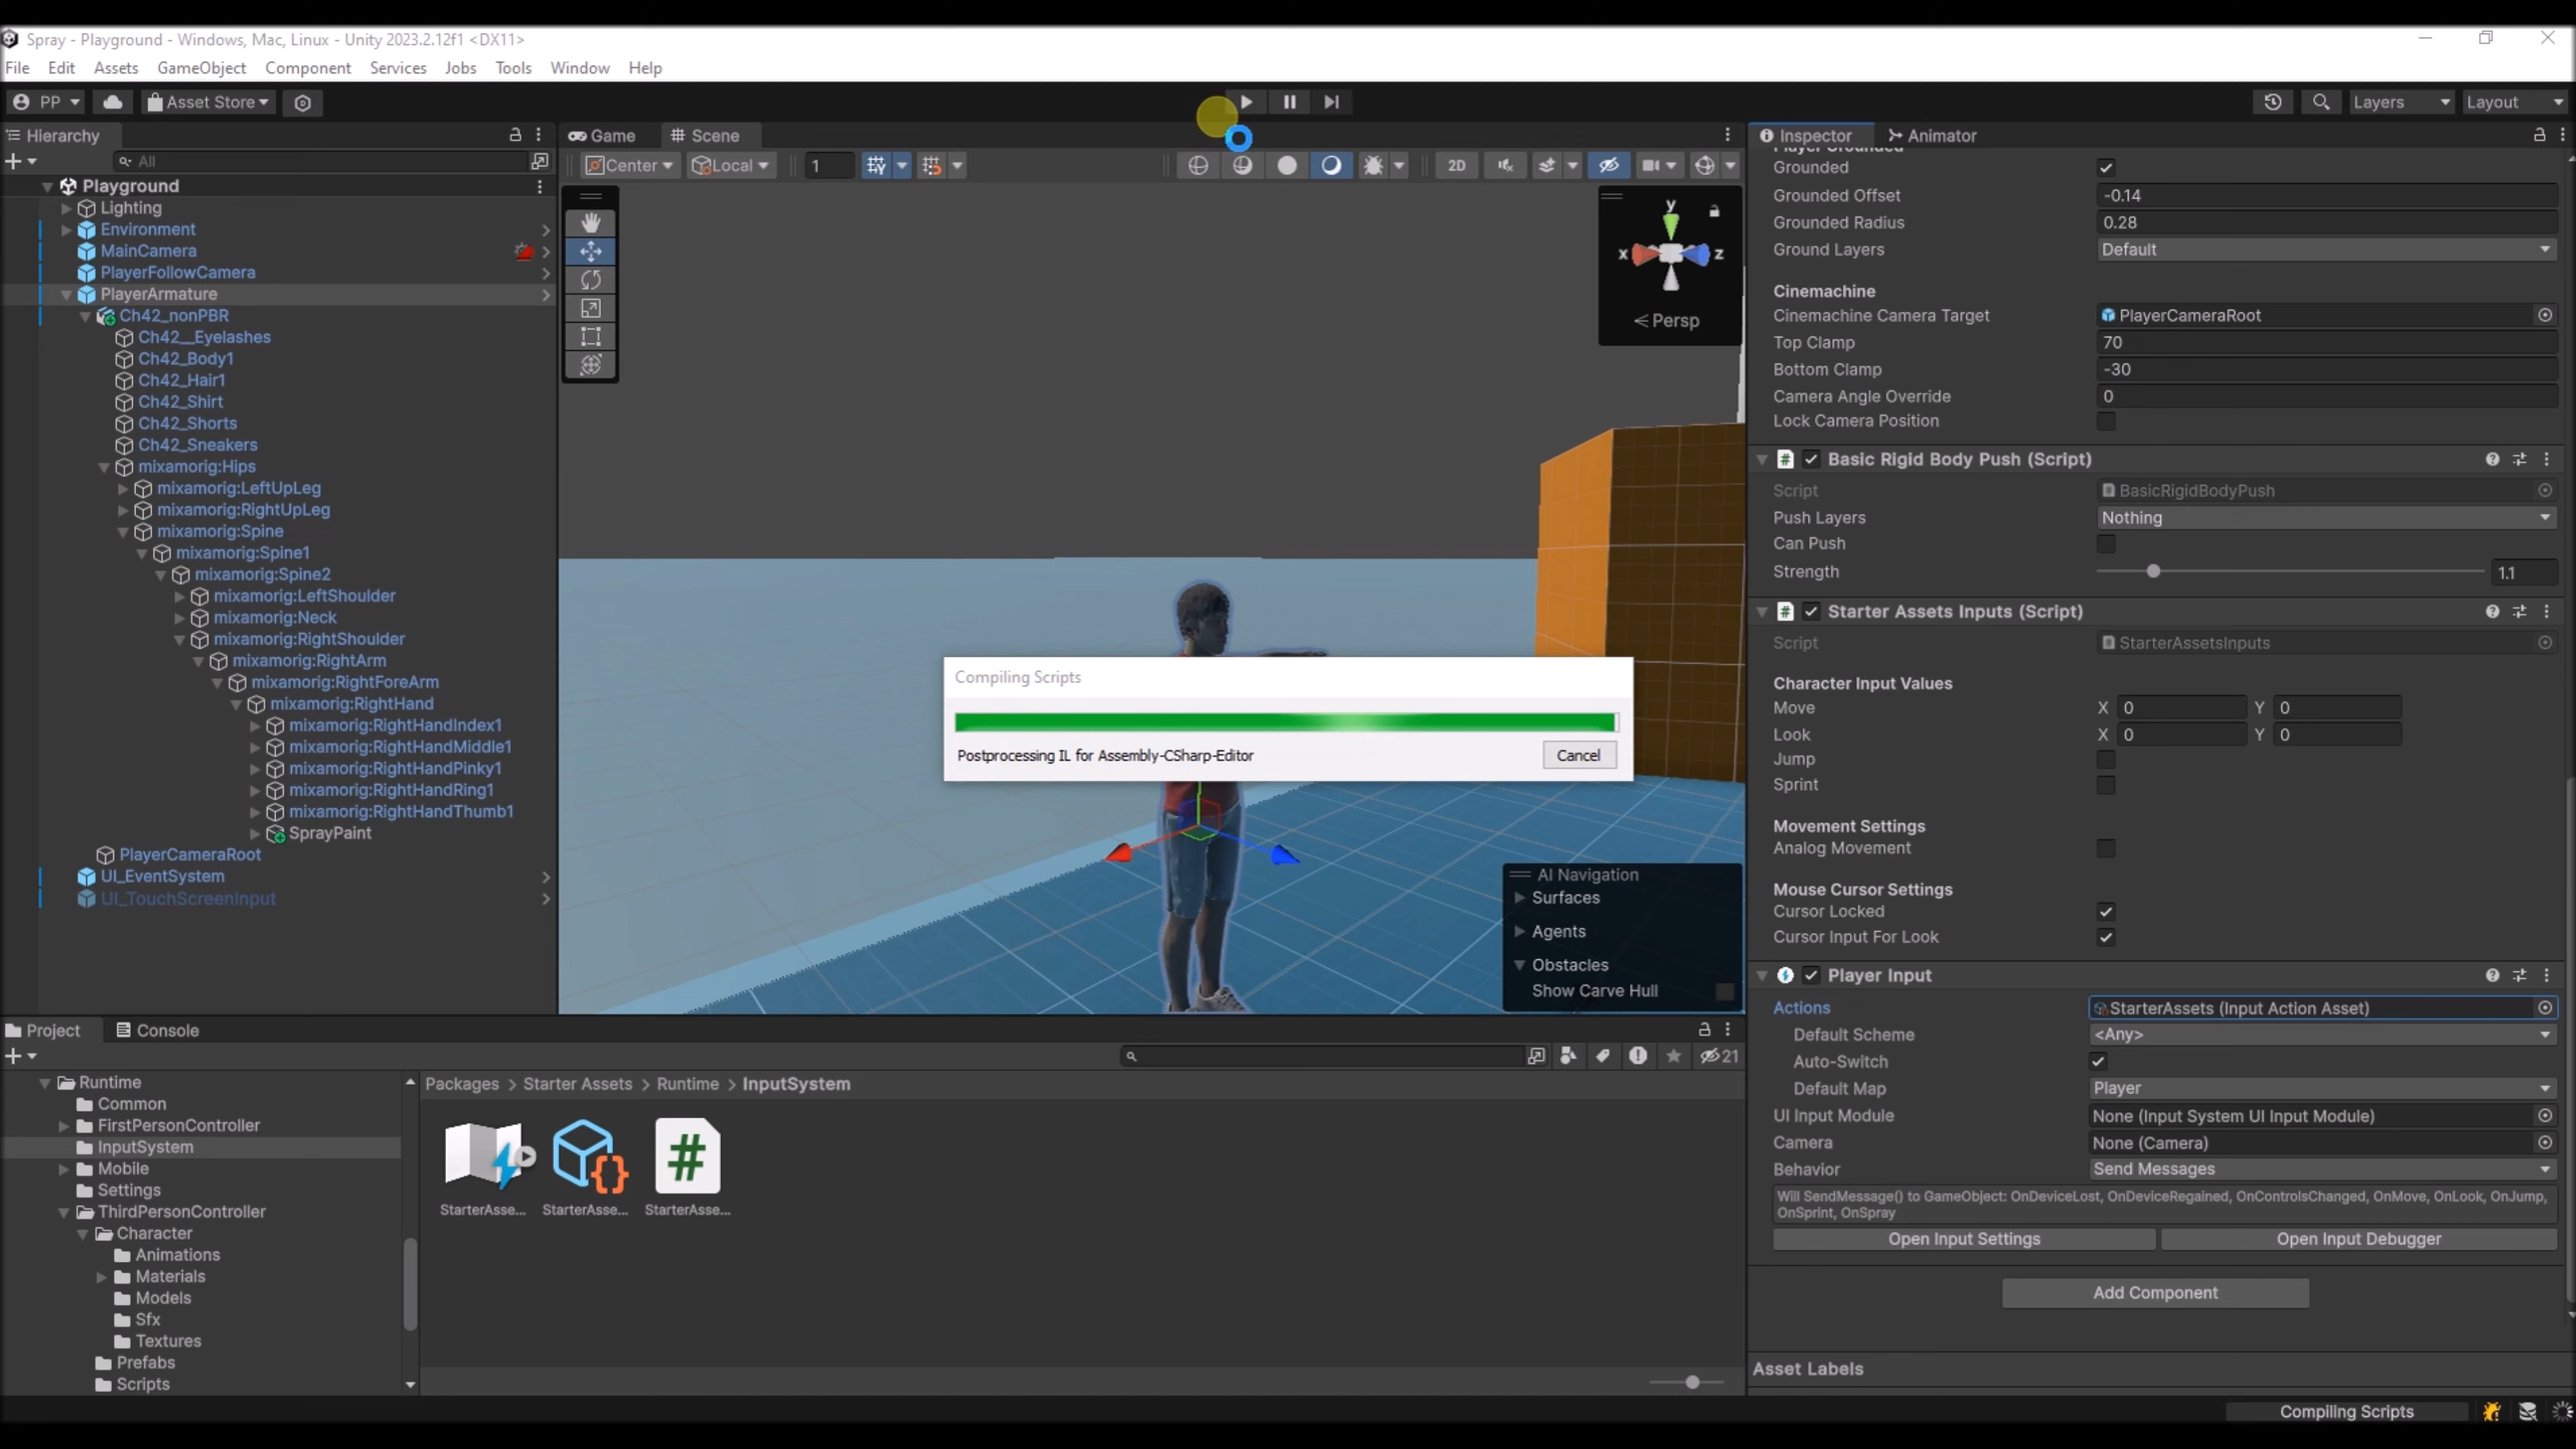 Spray - Playground - Windows, Mac, Linux - Unity 2023.2.12f1 <DX11>
File Edit Assets GameObject Component Services Jobs Tools Window Help
PP Asset Store Layers Layout
Hierarchy
All
Playground
Lighting
Environment
MainCamera
PlayerFollowCamera
PlayerArmature
Ch42_nonPBR
Ch42__Eyelashes
Ch42_Body1
Ch42_Hair1
Ch42_Shirt
Ch42_Shorts
Ch42_Sneakers
mixamorig:Hips
mixamorig:LeftUpLeg
mixamorig:RightUpLeg
mixamorig:Spine
mixamorig:Spine1
mixamorig:Spine2
mixamorig:LeftShoulder
mixamorig:Neck
mixamorig:RightShoulder
mixamorig:RightArm
mixamorig:RightForeArm
mixamorig:RightHand
mixamorig:RightHandIndex1
mixamorig:RightHandMiddle1
mixamorig:RightHandPinky1
mixamorig:RightHandRing1
mixamorig:RightHandThumb1
SprayPaint
PlayerCameraRoot
UI_EventSystem
UI_TouchScreenInput
Game Scene
Center Local 1 2D
y
x z
Persp
Compiling Scripts
Postprocessing IL for Assembly-CSharp-Editor
Cancel
AI Navigation
Surfaces
Agents
Obstacles
Show Carve Hull
Inspector Animator
Player Grounded
Grounded
Grounded Offset -0.14
Grounded Radius 0.28
Ground Layers Default
Cinemachine
Cinemachine Camera Target PlayerCameraRoot
Top Clamp 70
Bottom Clamp -30
Camera Angle Override 0
Lock Camera Position
Basic Rigid Body Push (Script)
Script BasicRigidBodyPush
Push Layers Nothing
Can Push
Strength 1.1
Starter Assets Inputs (Script)
Script StarterAssetsInputs
Character Input Values
Move X 0 Y 0
Look X 0 Y 0
Jump
Sprint
Movement Settings
Analog Movement
Mouse Cursor Settings
Cursor Locked
Cursor Input For Look
Player Input
Actions StarterAssets (Input Action Asset)
Default Scheme <Any>
Auto-Switch
Default Map Player
UI Input Module None (Input System UI Input Module)
Camera None (Camera)
Behavior Send Messages
Will SendMessage() to GameObject: OnDeviceLost, OnDeviceRegained, OnControlsChanged, OnMove, OnLook, OnJump,
OnSprint, OnSpray
Open Input Settings Open Input Debugger
Add Component
Asset Labels
Project Console
21
Runtime
Common
FirstPersonController
InputSystem
Mobile
Settings
ThirdPersonController
Character
Animations
Materials
Models
Sfx
Textures
Prefabs
Scripts
Packages > Starter Assets > Runtime > InputSystem
StarterAsse... StarterAsse... StarterAsse...
Compiling Scripts